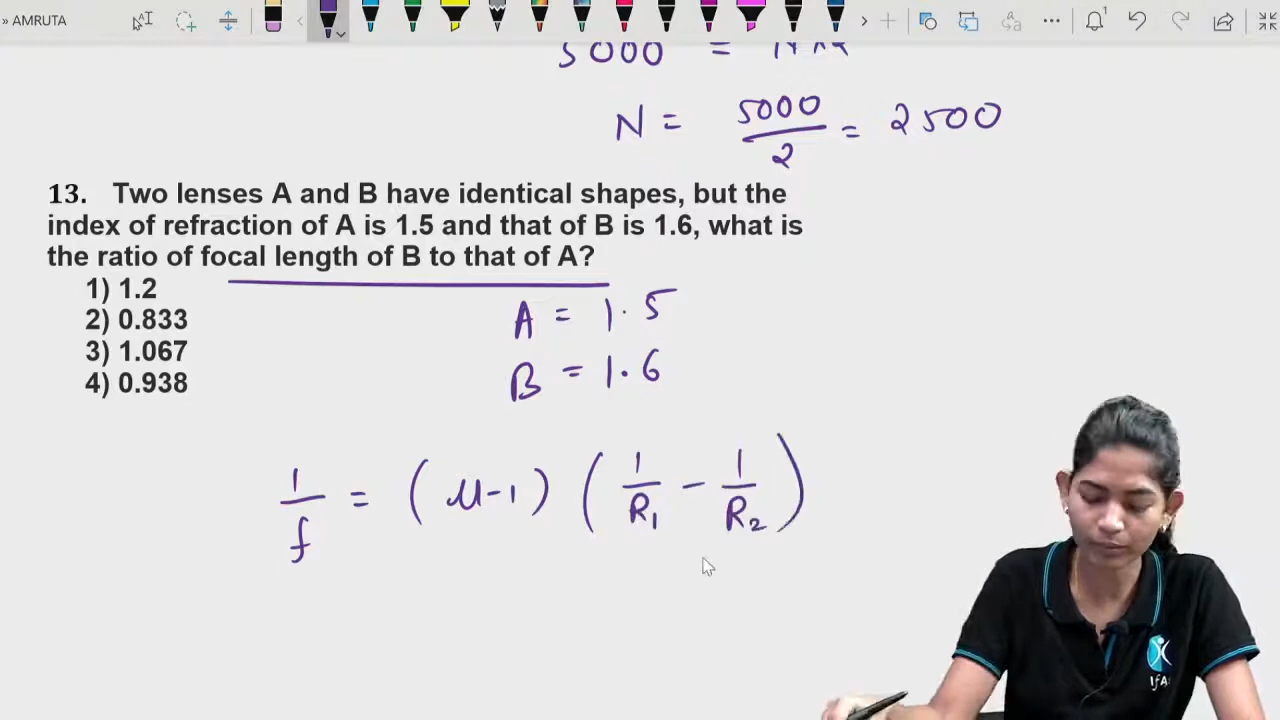 » AMRUTA
5000 =
N = 5000/2 = 2500
13. Two lenses A and B have identical shapes, but the
index of refraction of A is 1.5 and that of B is 1.6, what is
the ratio of focal length of B to that of A?
1) 1.2
2) 0.833
3) 1.067
4) 0.938
A = 1.5
B = 1.6
1/f = (μ-1) (1/R₁ - 1/R₂)
IFAS